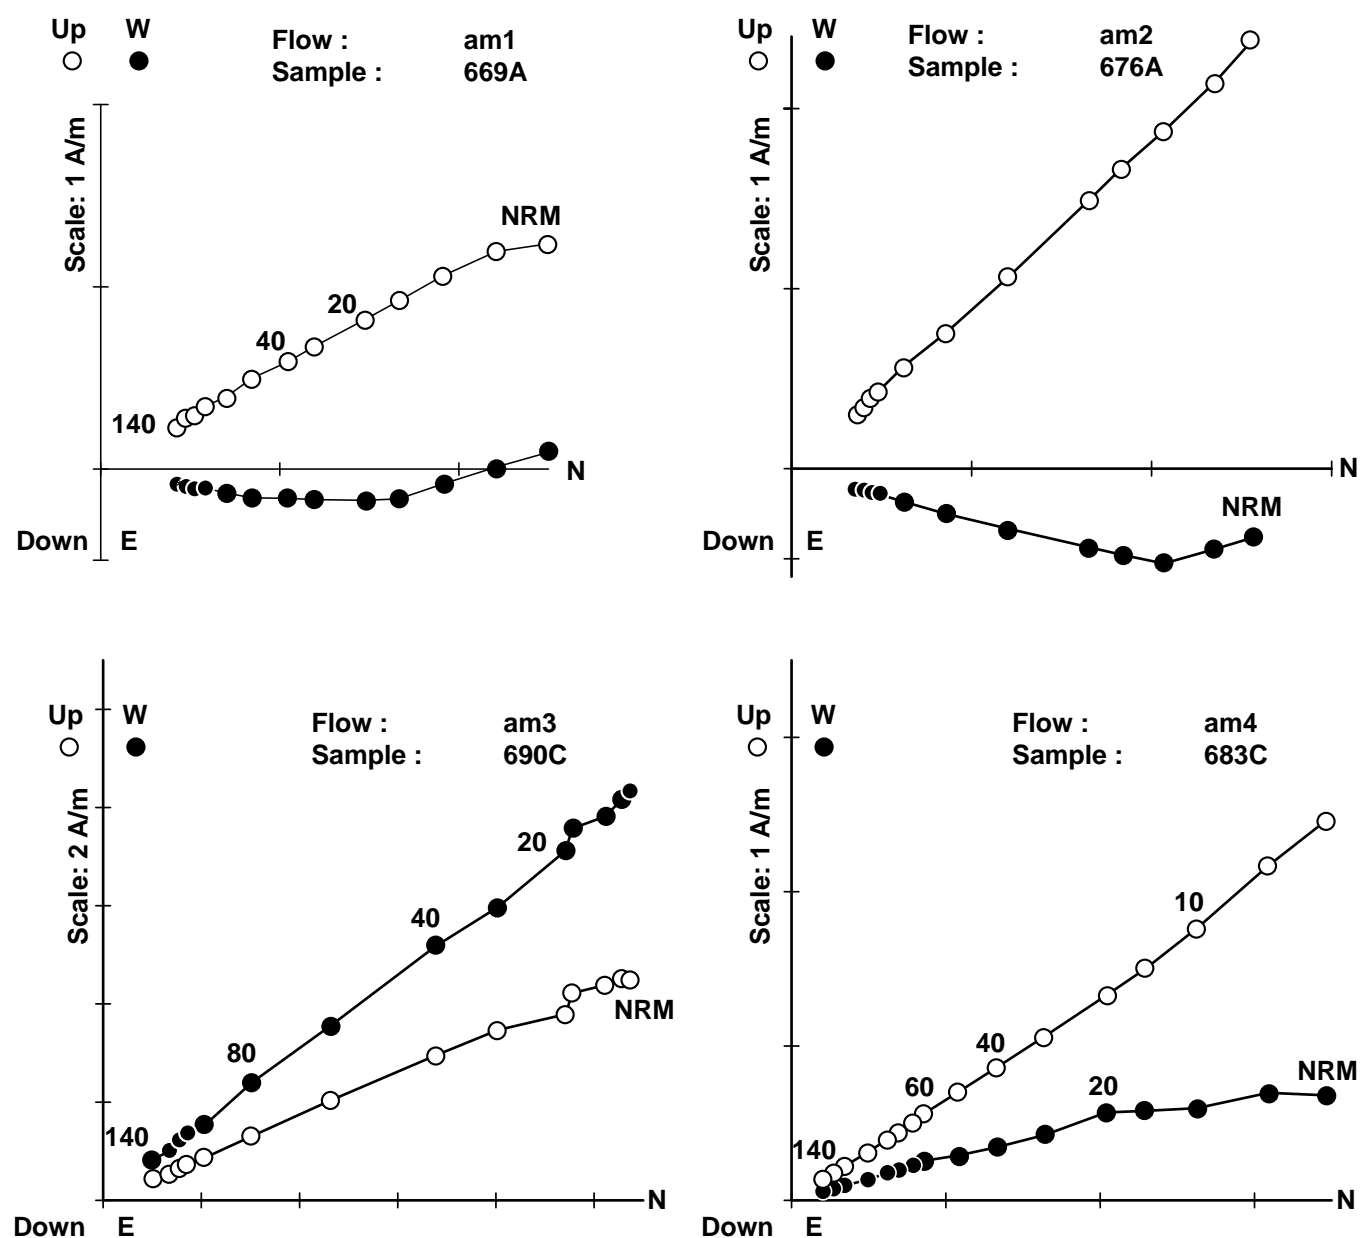 Up W
Flow : am1
Sample : 669A
Scale: 1 A/m
NRM
20
40
140
N
Down E
Up W
Flow : am2
Sample : 676A
Scale: 1 A/m
N
NRM
Down E
Up W
Flow : am3
Sample : 690C
Scale: 2 A/m
20
40
NRM
80
140
N
Down E
Up W
Flow : am4
Sample : 683C
Scale: 1 A/m
10
40
NRM
60
20
140
N
Down E